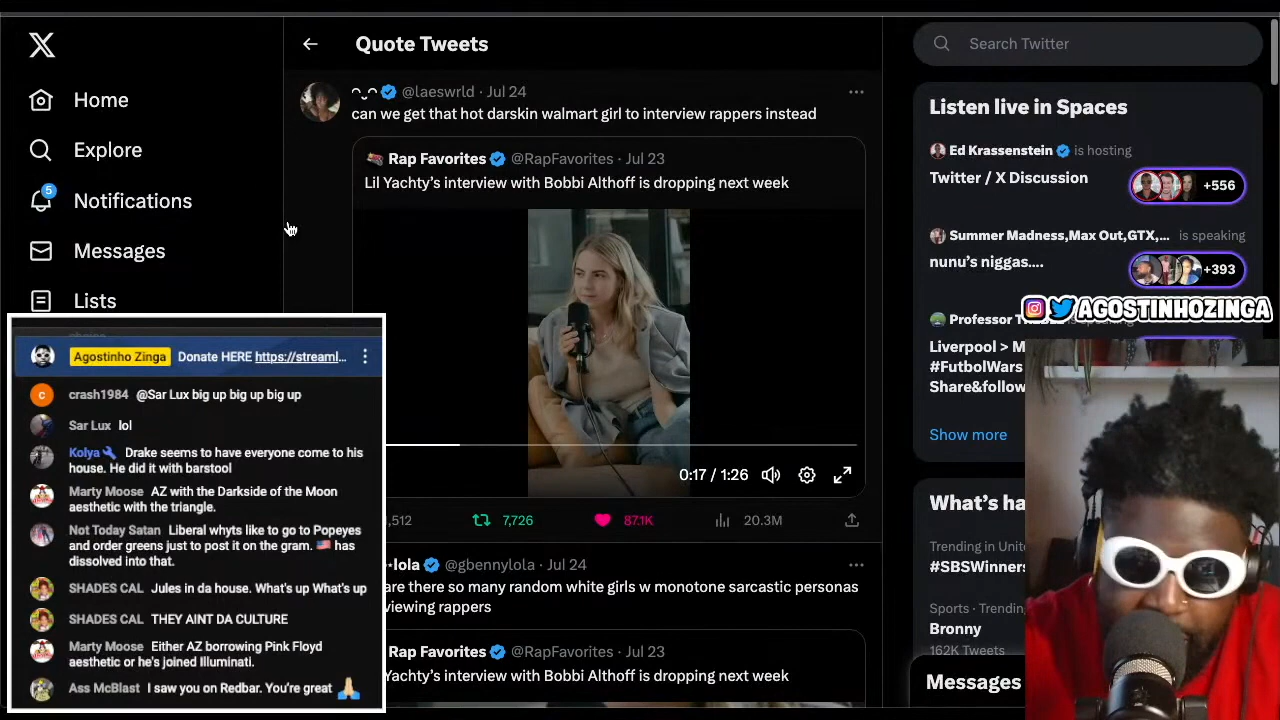 Home
Explore
5
Notifications
Messages
Lists
Quote Tweets
@laeswrld · Jul 24
can we get that hot darskin walmart girl to interview rappers instead
Rap Favorites @RapFavorites · Jul 23
Lil Yachty’s interview with Bobbi Althoff is dropping next week
0:17 / 1:26
,512
7,726
87.1K
20.3M
lola @gbennylola · Jul 24
are there so many random white girls w monotone sarcastic personas
viewing rappers
Rap Favorites @RapFavorites · Jul 23
Yachty’s interview with Bobbi Althoff is dropping next week
Search Twitter
Listen live in Spaces
Ed Krassenstein is hosting
Twitter / X Discussion
+556
Summer Madness,Max Out,GTX,... is speaking
nunu’s niggas....
+393
AGOSTINHOZINGA
Professor
Liverpool > M
#FutbolWars
Share&follow
Show more
What’s ha
Trending in Unit
#SBSWinners
Sports · Trending
Bronny
162K Tweets
Messages
Agostinho Zinga Donate HERE https://streaml...
crash1984 @Sar Lux big up big up big up
Sar Lux lol
Kolya Drake seems to have everyone come to his
house. He did it with barstool
Marty Moose AZ with the Darkside of the Moon
aesthetic with the triangle.
Not Today Satan Liberal whyts like to go to Popeyes
and order greens just to post it on the gram. 🇺🇸 has
dissolved into that.
SHADES CAL Jules in da house. What's up What's up
SHADES CAL THEY AINT DA CULTURE
Marty Moose Either AZ borrowing Pink Floyd
aesthetic or he's joined Illuminati.
Ass McBlast I saw you on Redbar. You're great 🙏